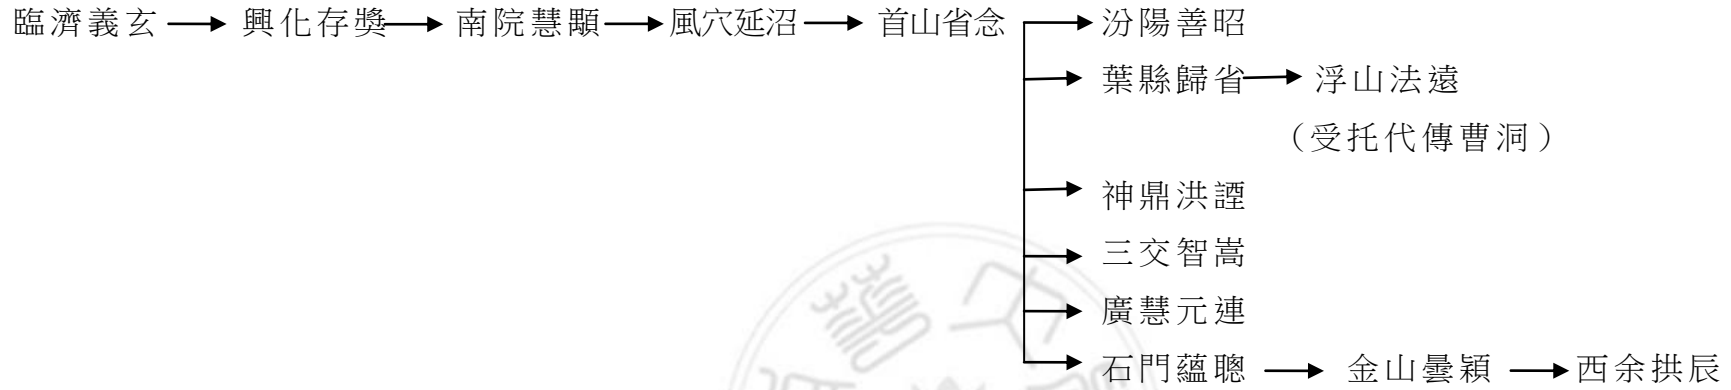 臨濟義玄 → 興化存獎 → 南院慧顒 → 風穴延沼 → 首山省念 → 汾陽善昭
→ 葉縣歸省 → 浮山法遠
（受托代傳曹洞）
→ 神鼎洪諲
→ 三交智嵩
→ 廣慧元連
→ 石門蘊聰 → 金山曇穎 → 西余拱辰